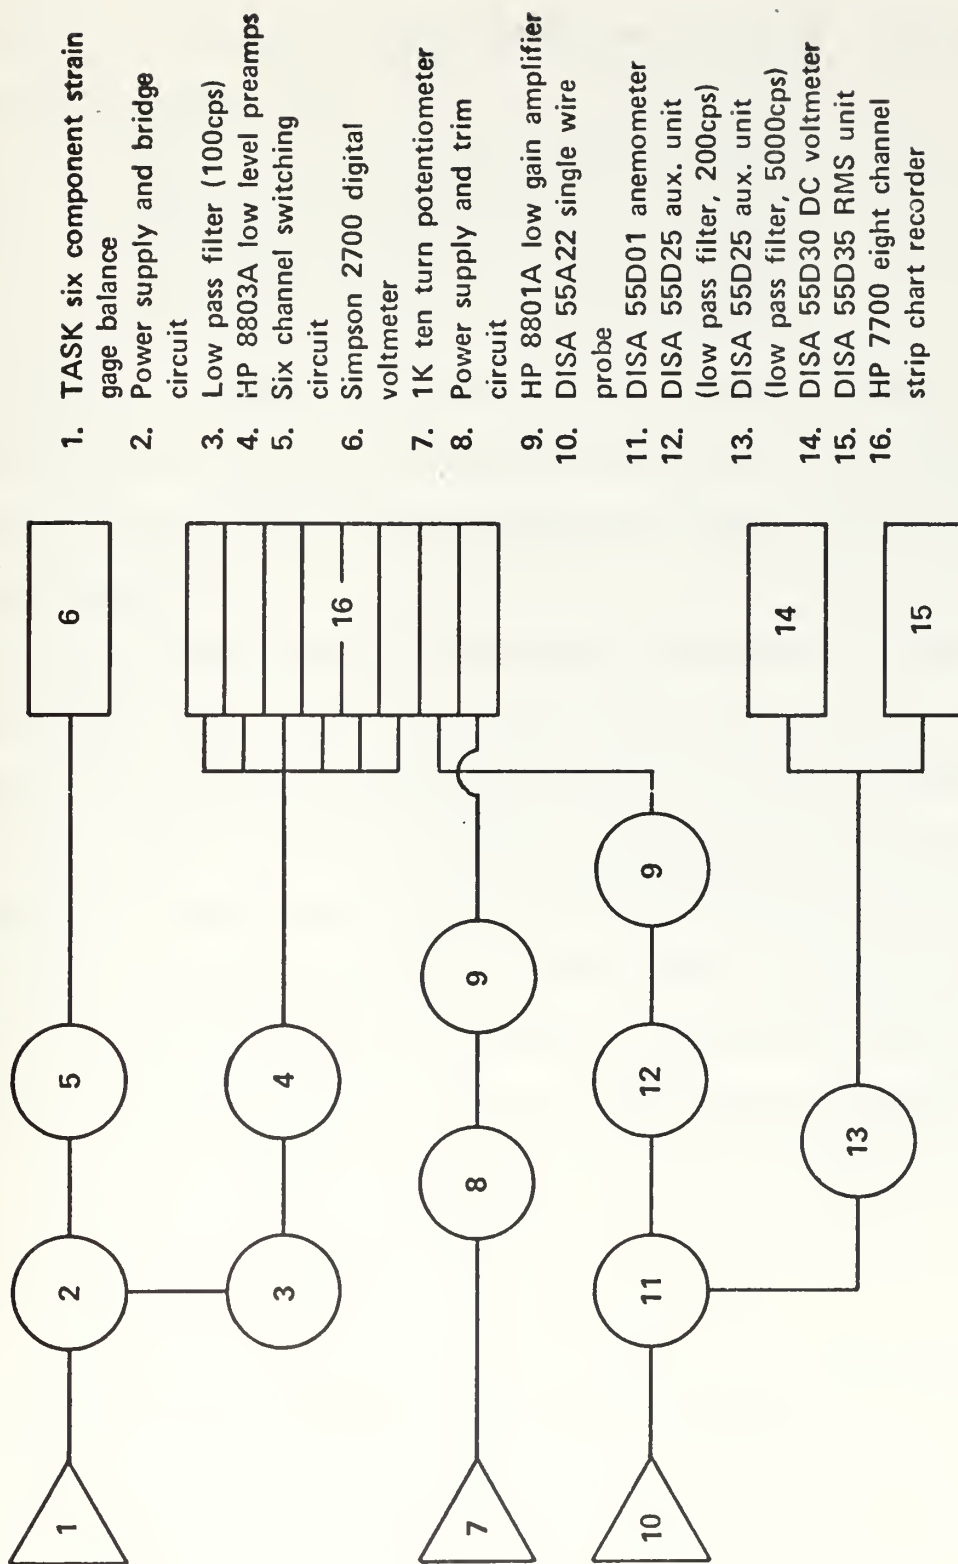 1. TASK six component strain
gage balance
2. Power supply and bridge
circuit
3. Low pass filter (100cps)
4. HP 8803A low level preamps
5. Six channel switching
circuit
6. Simpson 2700 digital
voltmeter
7. 1K ten turn potentiometer
8. Power supply and trim
circuit
9. HP 8801A low gain amplifier
10. DISA 55A22 single wire
probe
11. DISA 55D01 anemometer
12. DISA 55D25 aux. unit
(low pass filter, 200cps)
13. DISA 55D25 aux. unit
(low pass filter, 5000cps)
14. DISA 55D30 DC voltmeter
15. DISA 55D35 RMS unit
16. HP 7700 eight channel
strip chart recorder
1
2
5
6
3
4
16
7
8
9
10
11
12
9
13
14
15